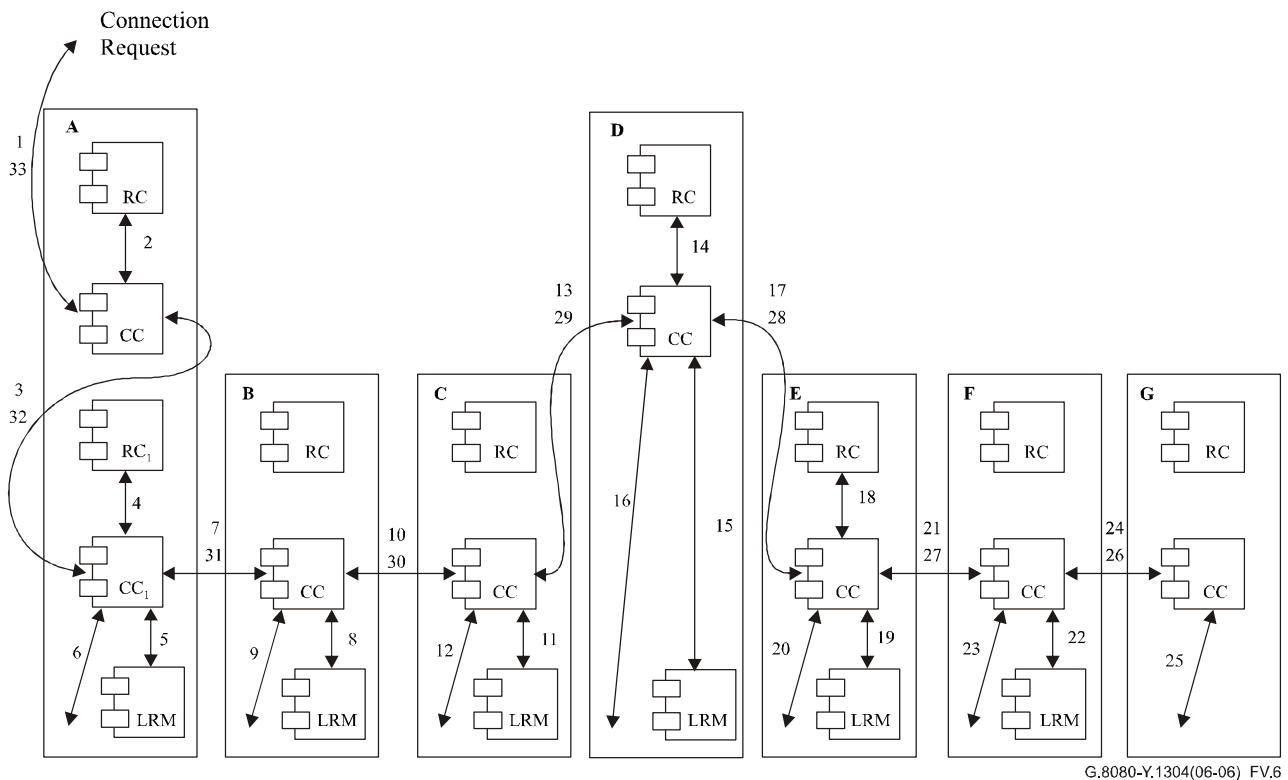 Connection
Request
1
33
A
RC
2
CC
3
32
RC₁
4
CC₁
6
5
LRM
7
31
B
RC
CC
9
8
LRM
10
30
C
RC
CC
12
11
LRM
13
29
D
RC
14
CC
16
15
LRM
17
28
E
RC
18
CC
20
19
LRM
21
27
F
RC
CC
23
22
LRM
24
26
G
RC
CC
25
G.8080-Y.1304(06-06) FV.6